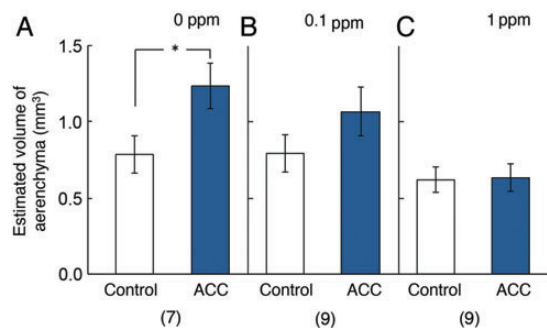 A 0 ppm B 0.1 ppm C 1 ppm
1.5
*
1.0
0.5
0.0
Estimated volume of
aerenchyma (mm³)
Control ACC Control ACC Control ACC
(7) (9) (9)